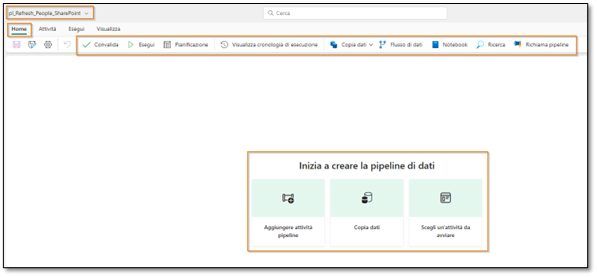 pl_Refresh_People_SharePoint
Cerca
Home Attività Esegui Visualizza
Convalida Esegui Pianificazione Visualizza cronologia di esecuzione Copia dati Flusso di dati Notebook Ricerca Richiama pipeline
Inizia a creare la pipeline di dati
Aggiungere attività
pipeline
Copia dati
Scegli un'attività da
avviare